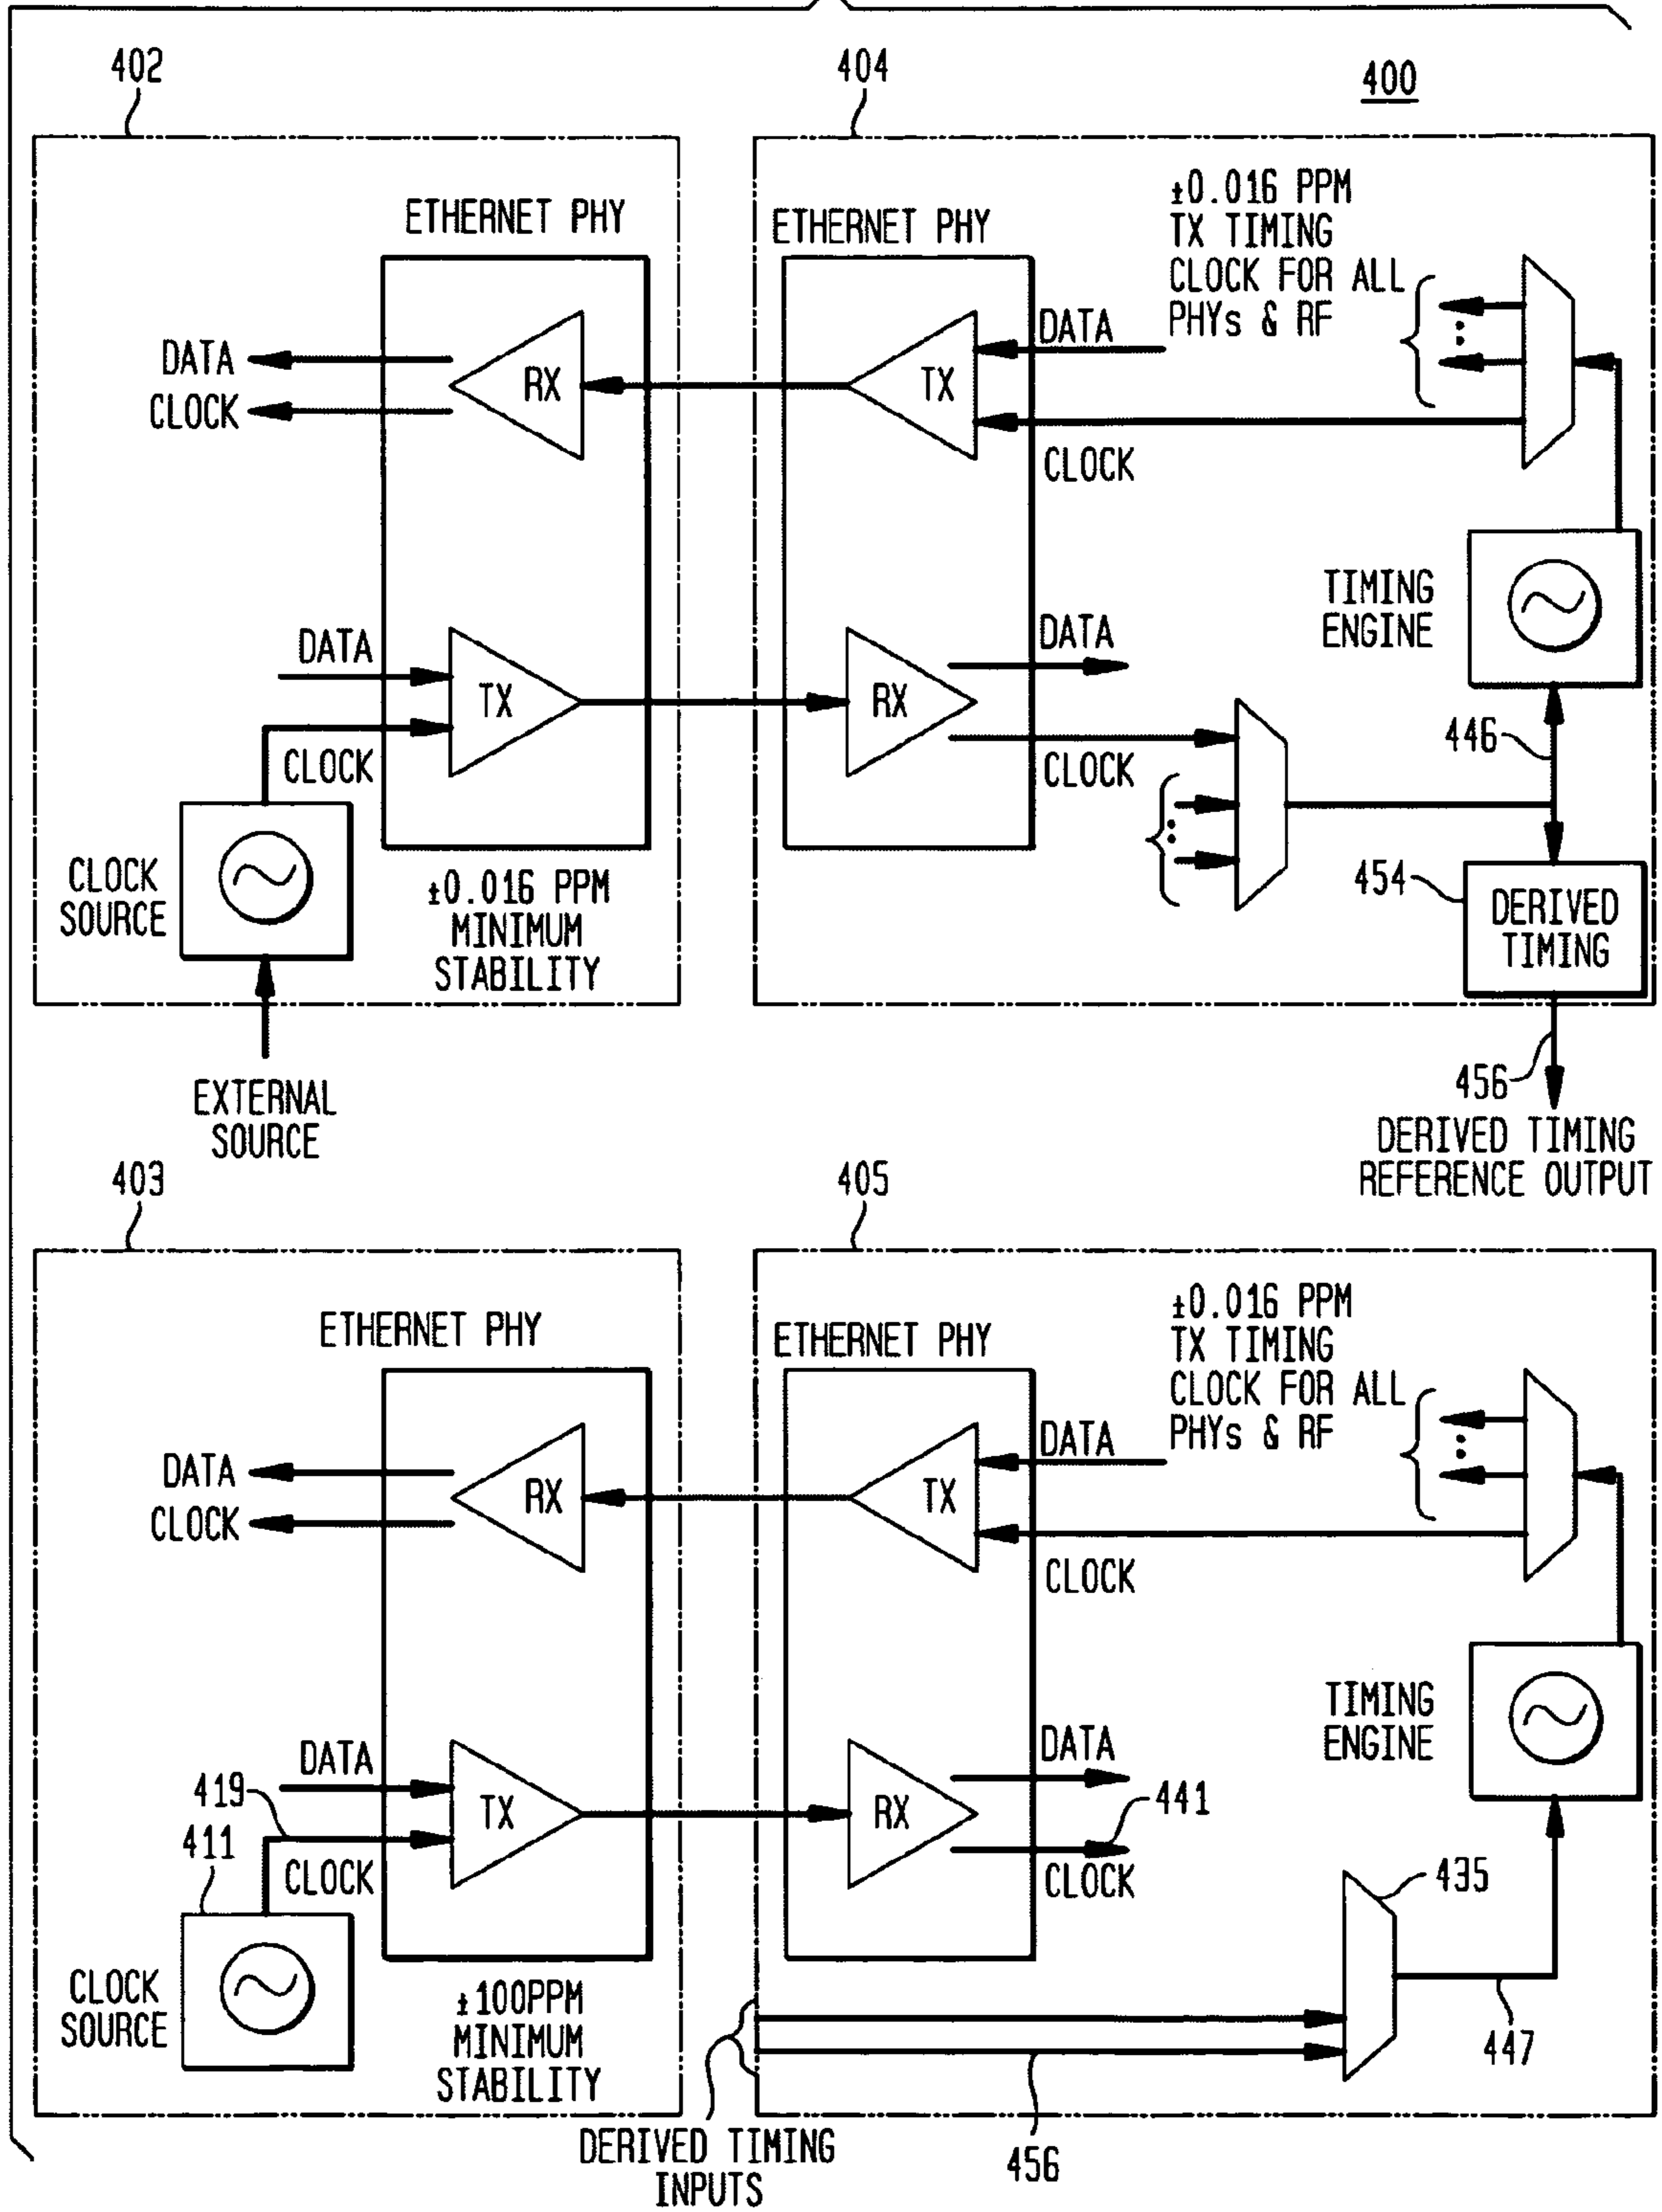 402
404
400
ETHERNET PHY
ETHERNET PHY
±0.016 PPM
TX TIMING
CLOCK FOR ALL
PHYs & RF
DATA
CLOCK
RX
TX
DATA
CLOCK
DATA
CLOCK
TX
RX
DATA
CLOCK
TIMING
ENGINE
446
CLOCK
SOURCE
±0.016 PPM
MINIMUM
STABILITY
454
DERIVED
TIMING
EXTERNAL
SOURCE
456
DERIVED TIMING
REFERENCE OUTPUT
403
405
ETHERNET PHY
ETHERNET PHY
±0.016 PPM
TX TIMING
CLOCK FOR ALL
PHYs & RF
DATA
CLOCK
RX
TX
DATA
CLOCK
TIMING
ENGINE
DATA
419
411
CLOCK
TX
RX
DATA
441
CLOCK
435
CLOCK
SOURCE
±100PPM
MINIMUM
STABILITY
447
DERIVED TIMING
INPUTS
456